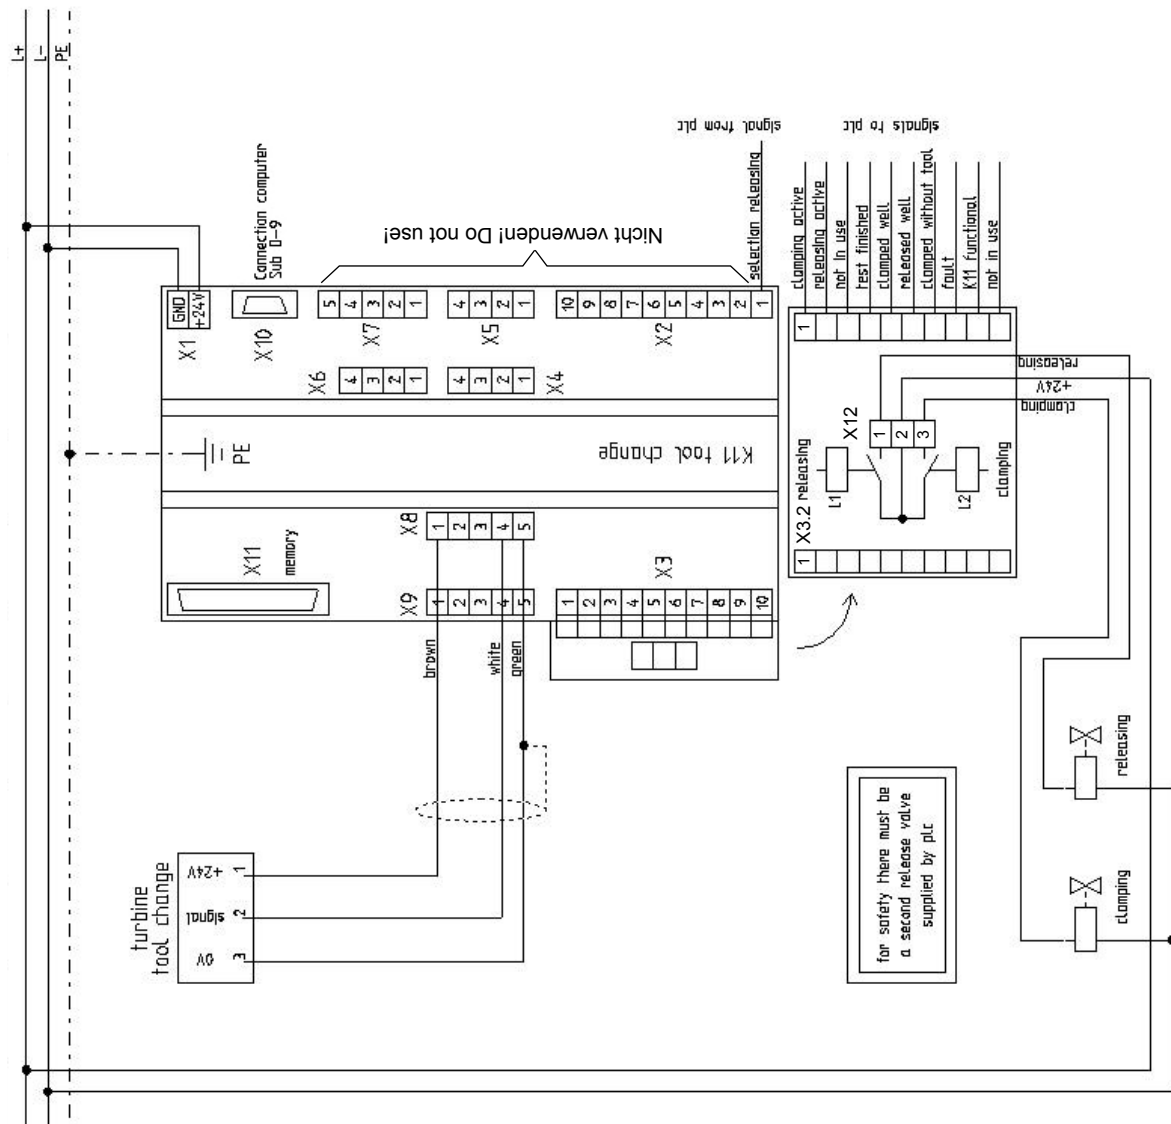 L+
L-
PE
GND
+24V
X1
Connection computer
Sub D-9
X10
5
4
3
2
1
X7
4
3
2
1
X5
10
9
8
7
6
5
4
3
2
1
X2
Nicht verwenden! Do not use!
selection releasing
signal from plc
signals to plc
X6
4
3
2
1
4
3
2
1
X4
PE
K11 tool change
X11
memory
X8
1
2
3
4
5
X9
1
2
3
4
5
X3
1
2
3
4
5
6
7
8
9
10
brown
white
green
turbine
tool change
+24V
1
signal
2
0V
3
clamping active
releasing active
not in use
test finished
clamped well
released well
clamped without tool
fault
K11 functional
not in use
1
X3.2
1
releasing
L1
X12
1
2
3
L2
clamping
releasing
+24V
clamping
for safety there must be
a second release valve
supplied by plc
releasing
clamping